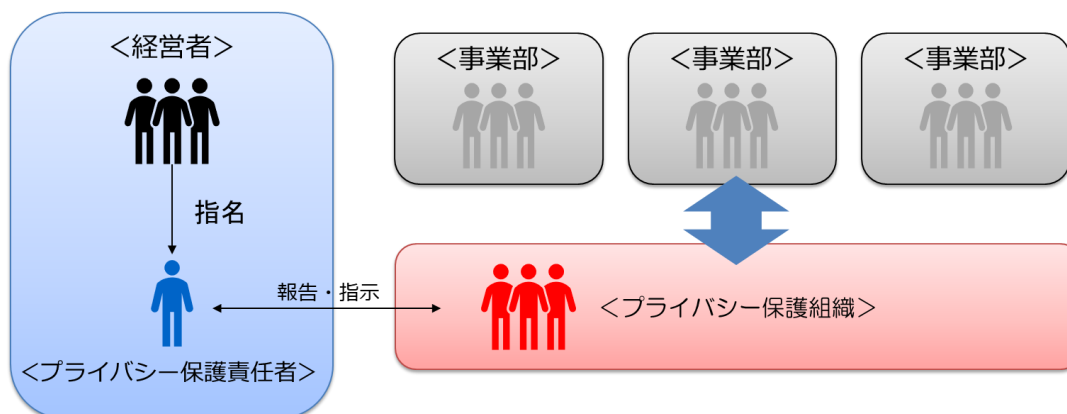 ＜経営者＞
指名
＜プライバシー保護責任者＞
報告・指示
＜事業部＞
＜事業部＞
＜事業部＞
＜プライバシー保護組織＞